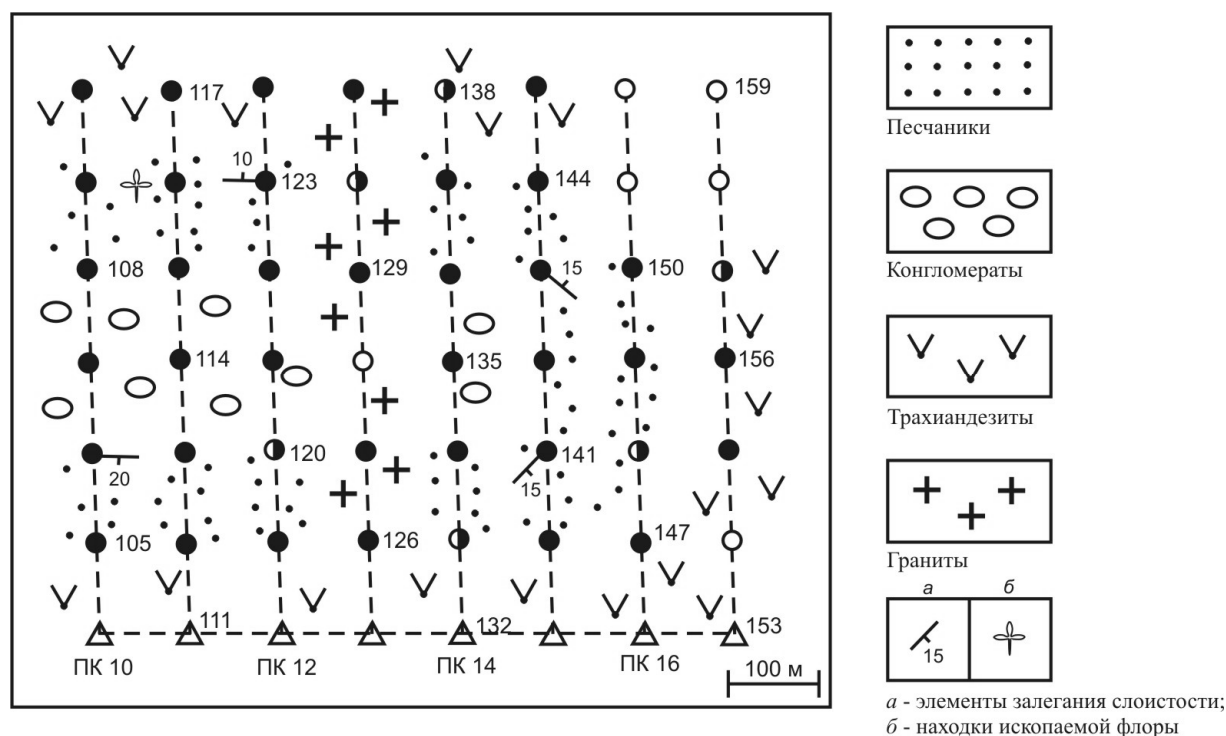 117
138
159
10
123
144
108
129
15
150
114
135
156
20
120
15
141
105
126
147
111
132
153
ПК 10
ПК 12
ПК 14
ПК 16
100 м
Песчаники
Конгломераты
Трахиандезиты
Граниты
а
б
15
а - элементы залегания слоистости;
б - находки ископаемой флоры